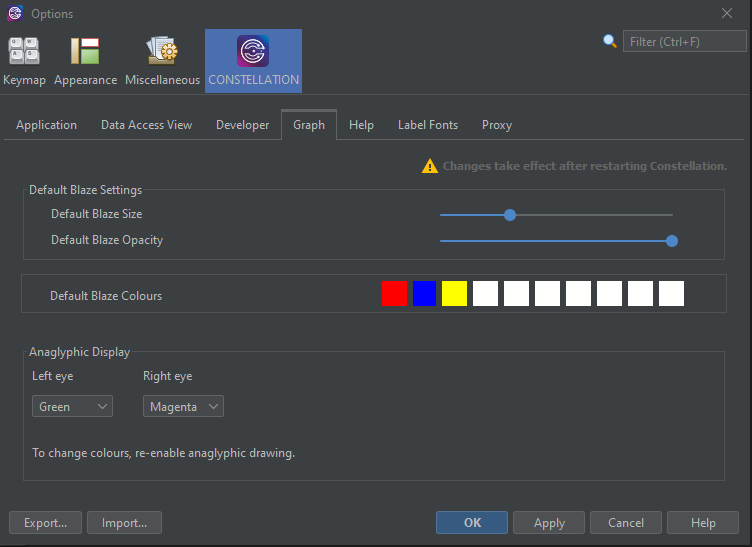 Options
Filter (Ctrl+F)
Keymap Appearance Miscellaneous CONSTELLATION
Application Data Access View Developer Graph Help Label Fonts Proxy
Changes take effect after restarting Constellation.
Default Blaze Settings
Default Blaze Size
Default Blaze Opacity
Default Blaze Colours
Anaglyphic Display
Left eye Right eye
Green Magenta
To change colours, re-enable anaglyphic drawing.
Export... Import... OK Apply Cancel Help